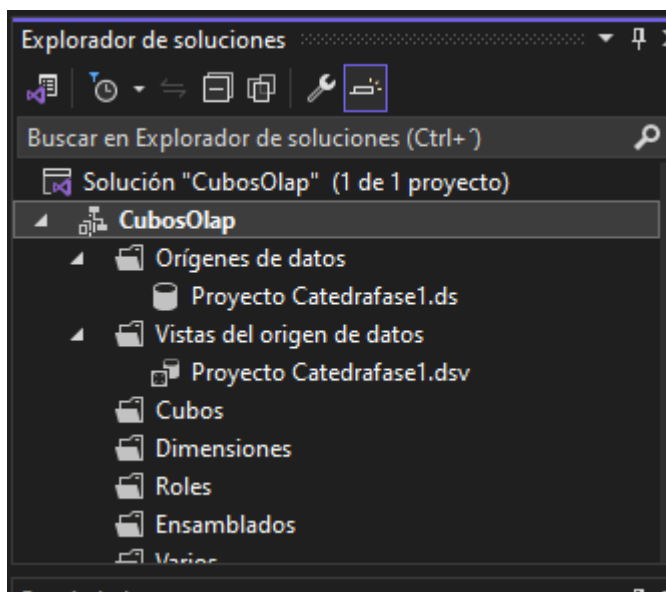 Explorador de soluciones
Buscar en Explorador de soluciones (Ctrl+´)
Solución "CubosOlap" (1 de 1 proyecto)
CubosOlap
Orígenes de datos
Proyecto Catedrafase1.ds
Vistas del origen de datos
Proyecto Catedrafase1.dsv
Cubos
Dimensiones
Roles
Ensamblados
Varios